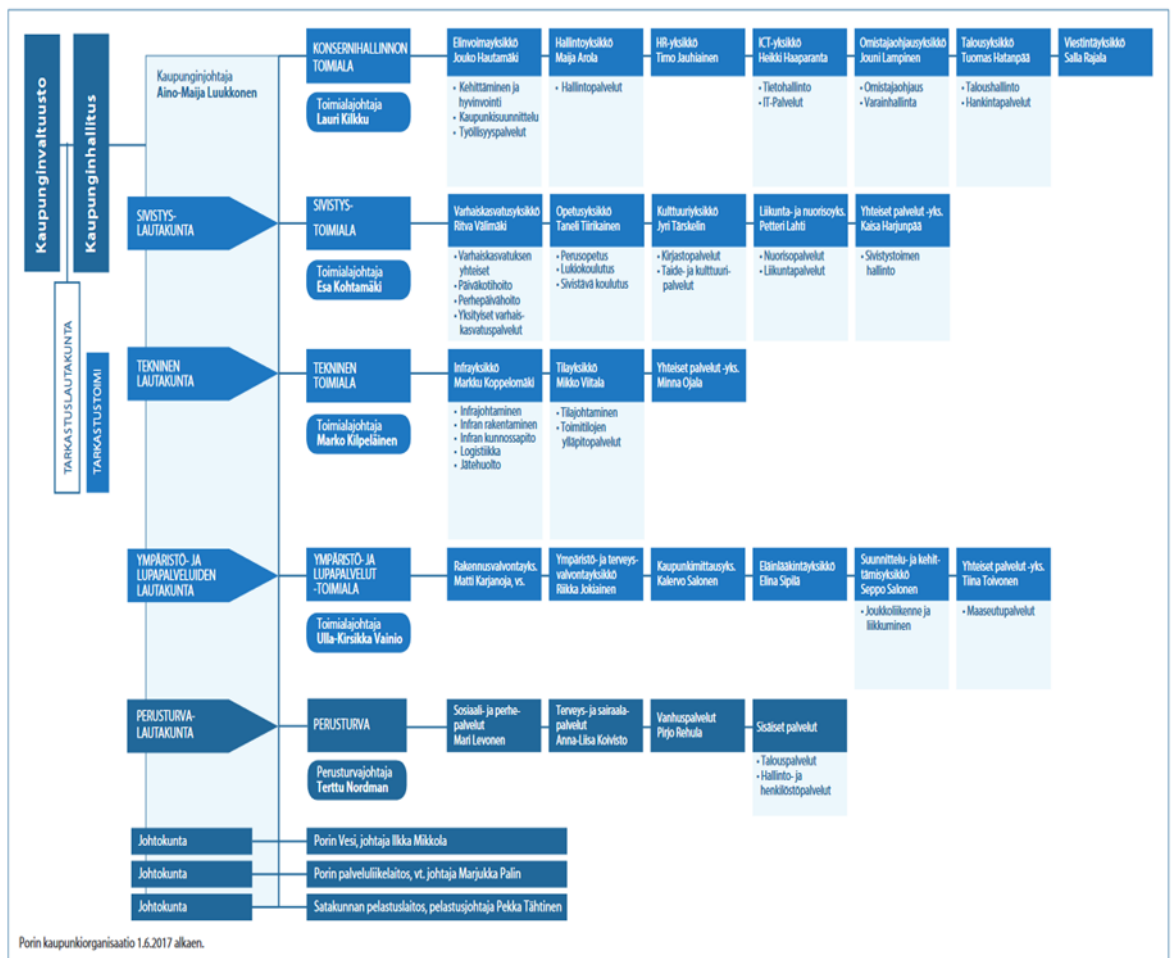 Kaupunginvaltuusto
Kaupunginhallitus
TARKASTUSLAUTAKUNTA
TARKASTUSTOIMI
Kaupunginjohtaja
Aino-Maija Luukkonen
KONSERNIHALLINNON
TOIMIALA
Toimialajohtaja
Lauri Kilkku
Elinvoimayksikkö
Jouko Hautamäki
• Kehittäminen ja
hyvinvointi
• Kaupunkisuunnittelu
• Työllisyyspalvelut
Hallintoyksikkö
Maija Arola
• Hallintopalvelut
HR-yksikkö
Timo Jauhiainen
ICT-yksikkö
Heikki Haaparanta
• Tietohallinto
• IT-Palvelut
Omistajaohjausyksikkö
Jouni Lampinen
• Omistajaohjaus
• Varainhallinta
Talousyksikkö
Tuomas Hatanpää
• Taloushallinto
• Hankintapalvelut
Viestintäyksikkö
Salla Rajala
SIVISTYS-
LAUTAKUNTA
SIVISTYS-
TOIMIALA
Toimialajohtaja
Esa Kohtamäki
Varhaiskasvatusyksikkö
Ritva Välimäki
• Varhaiskasvatuksen
yhteiset
• Päiväkotihoito
• Perhepäivähoito
• Yksityiset varhais-
kasvatuspalvelut
Opetusyksikkö
Taneli Tiirikainen
• Perusopetus
• Lukiokoulutus
• Sivistävä koulutus
Kulttuuriyksikkö
Jyri Tärskelin
• Kirjastopalvelut
• Taide- ja kulttuuri-
palvelut
Liikunta- ja nuorisoyks.
Petteri Lahti
• Nuorisopalvelut
• Liikuntapalvelut
Yhteiset palvelut -yks.
Kaisa Harjunpää
• Sivistystoimen
hallinto
TEKNINEN
LAUTAKUNTA
TEKNINEN
TOIMIALA
Toimialajohtaja
Marko Kilpeläinen
Infrayksikkö
Markku Koppelomäki
• Infrajohtaminen
• Infran rakentaminen
• Infran kunnossapito
• Logistiikka
• Jätehuolto
Tilayksikkö
Mikko Viitala
• Tilajohtaminen
• Toimitilojen
ylläpitopalvelut
Yhteiset palvelut -yks.
Minna Ojala
YMPÄRISTÖ- JA
LUPAPALVELUIDEN
LAUTAKUNTA
YMPÄRISTÖ- JA
LUPAPALVELUT
-TOIMIALA
Toimialajohtaja
Ulla-Kirsikka Vainio
Rakennusvalvontayks.
Matti Karjanoja, vs.
Ympäristö- ja terveys-
valvontayksikkö
Riikka Jokiainen
Kaupunkimittausyks.
Kalervo Salonen
Eläinlääkintäyksikkö
Elina Sipilä
Suunnittelu- ja kehit-
tämisyksikkö
Seppo Salonen
• Joukkoliikenne ja
liikkuminen
Yhteiset palvelut -yks.
Tiina Toivonen
• Maaseutupalvelut
PERUSTURVA-
LAUTAKUNTA
PERUSTURVA
Perusturvajohtaja
Terttu Nordman
Sosiaali- ja perhe-
palvelut
Mari Levonen
Terveys- ja sairaala-
palvelut
Anna-Liisa Koivisto
Vanhuspalvelut
Pirjo Rehula
Sisäiset palvelut
• Talouspalvelut
• Hallinto- ja
henkilöstöpalvelut
Johtokunta
Porin Vesi, johtaja Ilkka Mikkola
Johtokunta
Porin palveluliikelaitos, vt. johtaja Marjukka Palin
Johtokunta
Satakunnan pelastuslaitos, pelastusjohtaja Pekka Tähtinen
Porin kaupunkiorganisaatio 1.6.2017 alkaen.